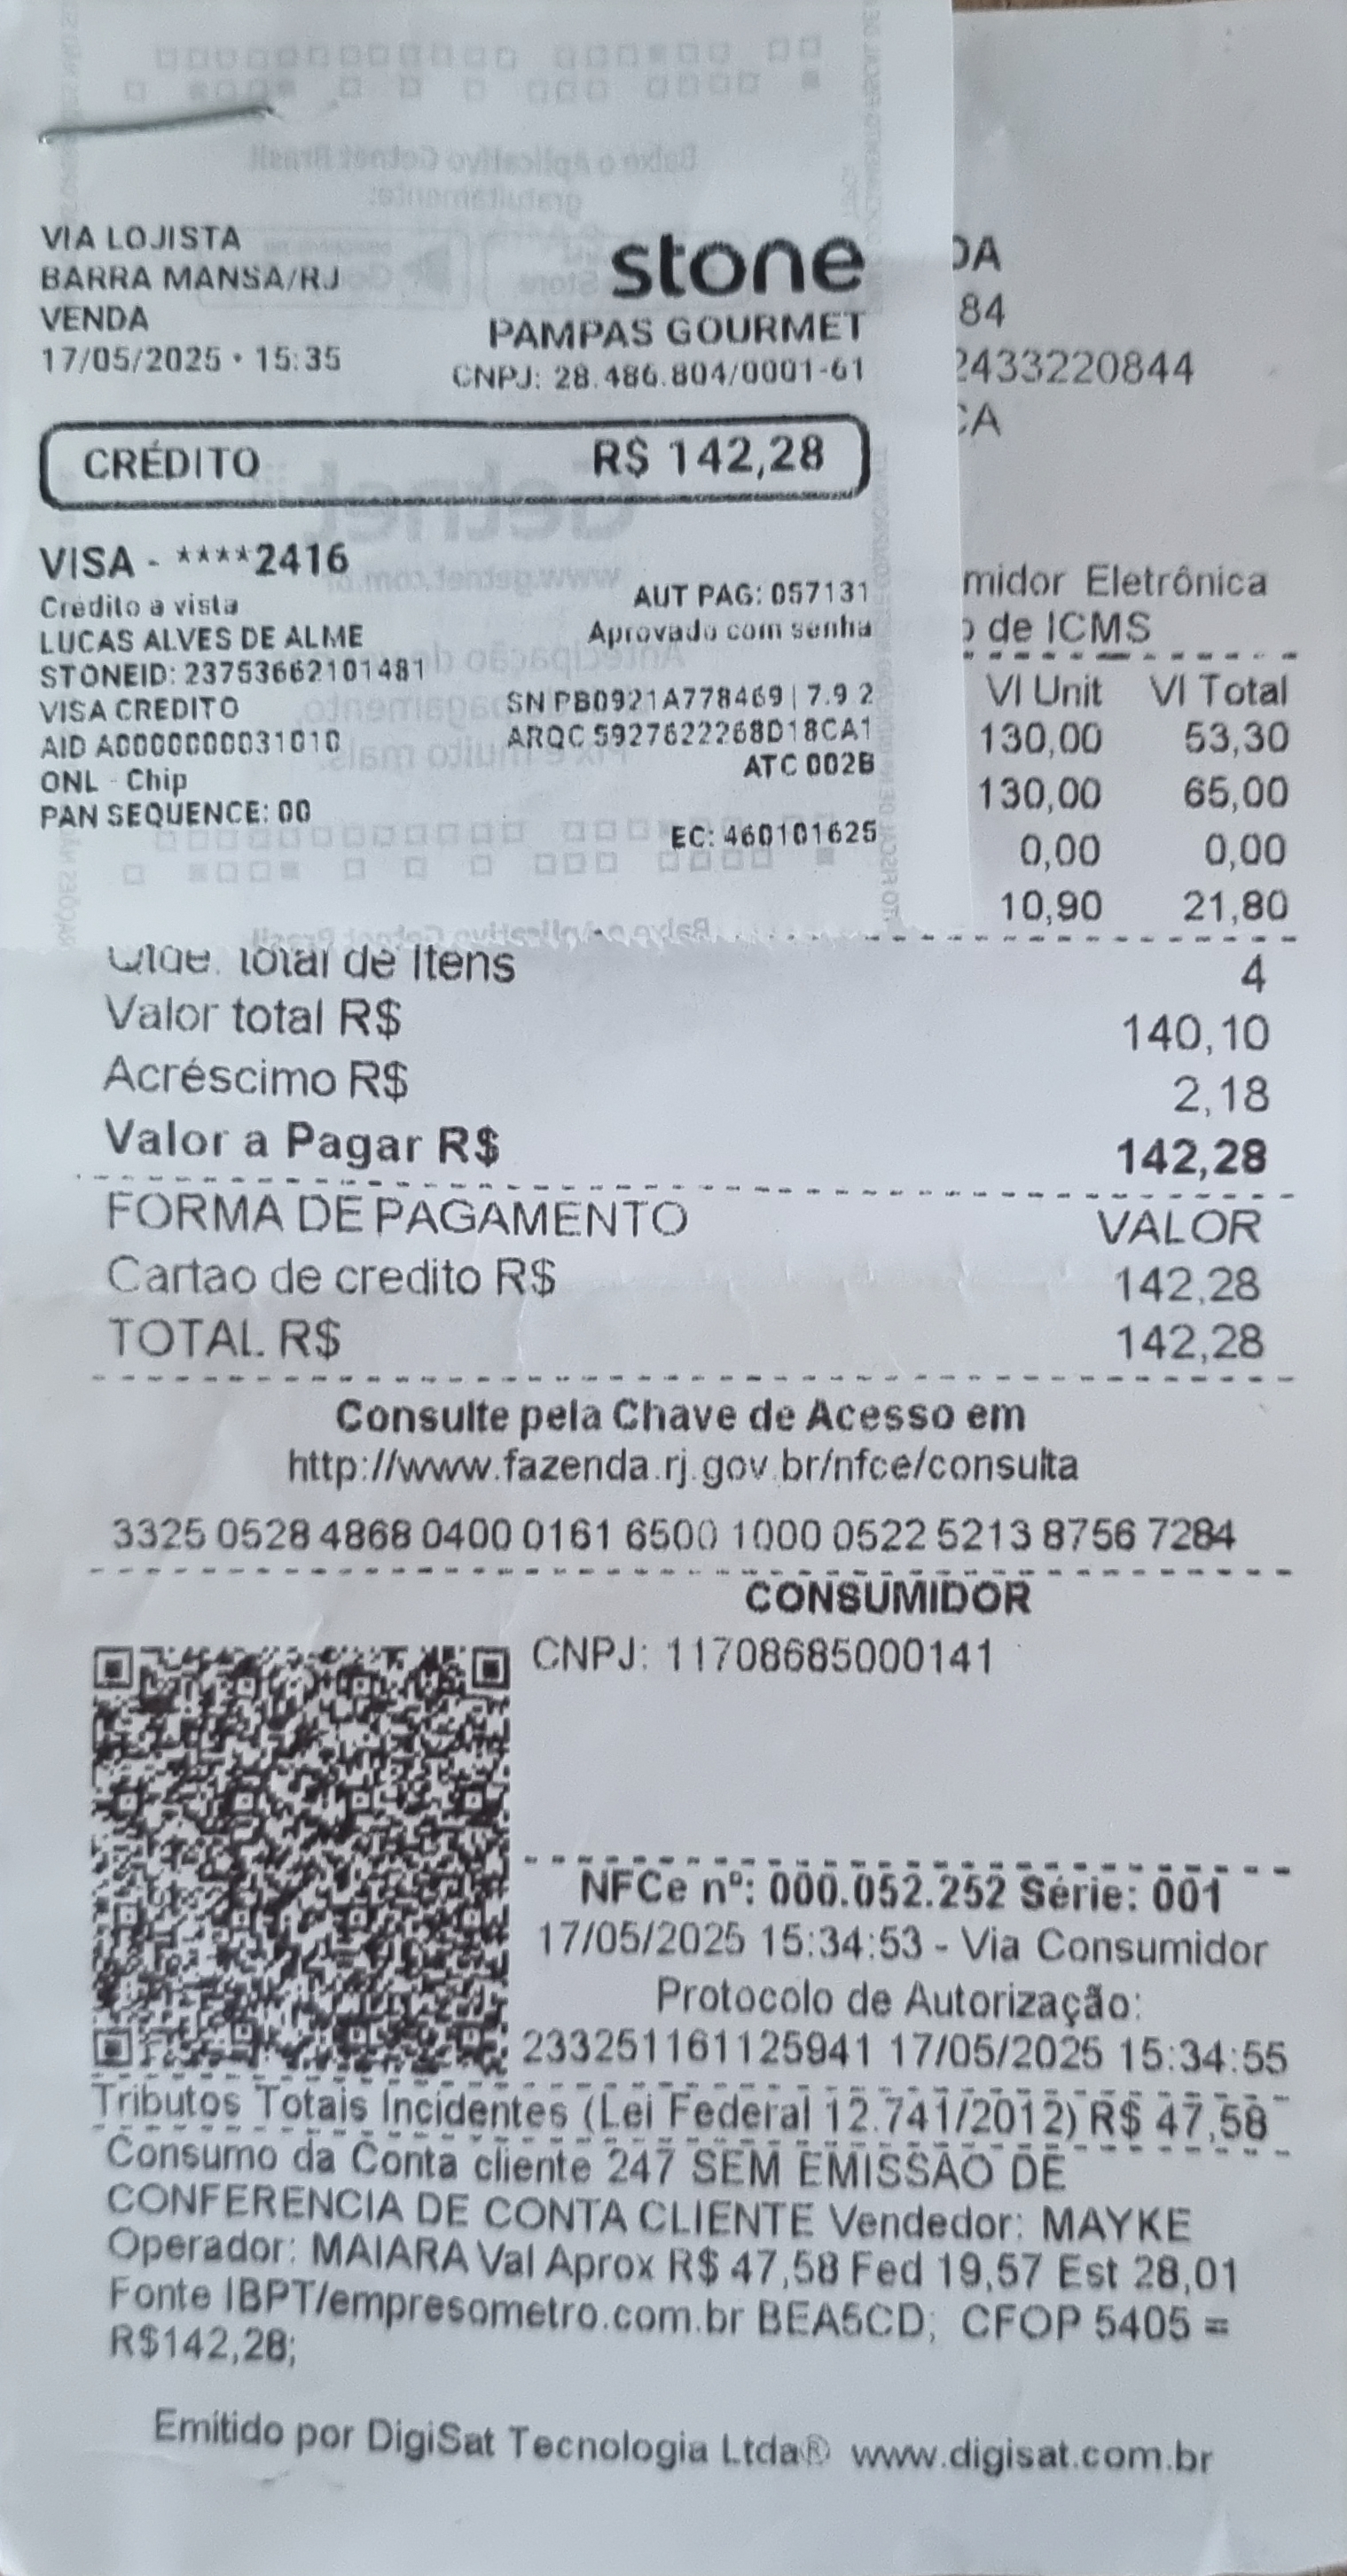 VIA LOJISTA
BARRA MANSA/RJ
VENDA
17/05/2025 • 15:35
stone
PAMPAS GOURMET
CNPJ: 28.486.804/0001-61
CRÉDITO R$ 142,28
VISA - ****2416
Crédito a vista
LUCAS ALVES DE ALME
STONEID: 23753662101481
VISA CREDITO
AID A0000000031010
ONL - Chip
PAN SEQUENCE: 00
AUT PAG: 057131
Aprovado com senha
SN PB0921A778469 | 7.9 2
ARQC 5927622268D18CA1
ATC 002B
EC: 460101625
DA
84
2433220844
CA
midor Eletrônica
de ICMS
Vl Unit Vl Total
130,00 53,30
130,00 65,00
0,00 0,00
10,90 21,80
Qtde. Total de Itens 4
Valor total R$ 140,10
Acréscimo R$ 2,18
Valor a Pagar R$ 142,28
FORMA DE PAGAMENTO VALOR
Cartao de credito R$ 142,28
TOTAL R$ 142,28
Consulte pela Chave de Acesso em
http://www.fazenda.rj.gov.br/nfce/consulta
3325 0528 4868 0400 0161 6500 1000 0522 5213 8756 7284
CONSUMIDOR
CNPJ: 11708685000141
NFCe nº: 000.052.252 Série: 001
17/05/2025 15:34:53 - Via Consumidor
Protocolo de Autorização:
233251161125941 17/05/2025 15:34:55
Tributos Totais Incidentes (Lei Federal 12.741/2012) R$ 47,58
Consumo da Conta cliente 247 SEM EMISSÃO DE
CONFERENCIA DE CONTA CLIENTE Vendedor: MAYKE
Operador: MAIARA Val Aprox R$ 47,58 Fed 19,57 Est 28,01
Fonte IBPT/empresometro.com.br BEA5CD; CFOP 5405 =
R$142,28;
Emitido por DigiSat Tecnologia Ltda® www.digisat.com.br